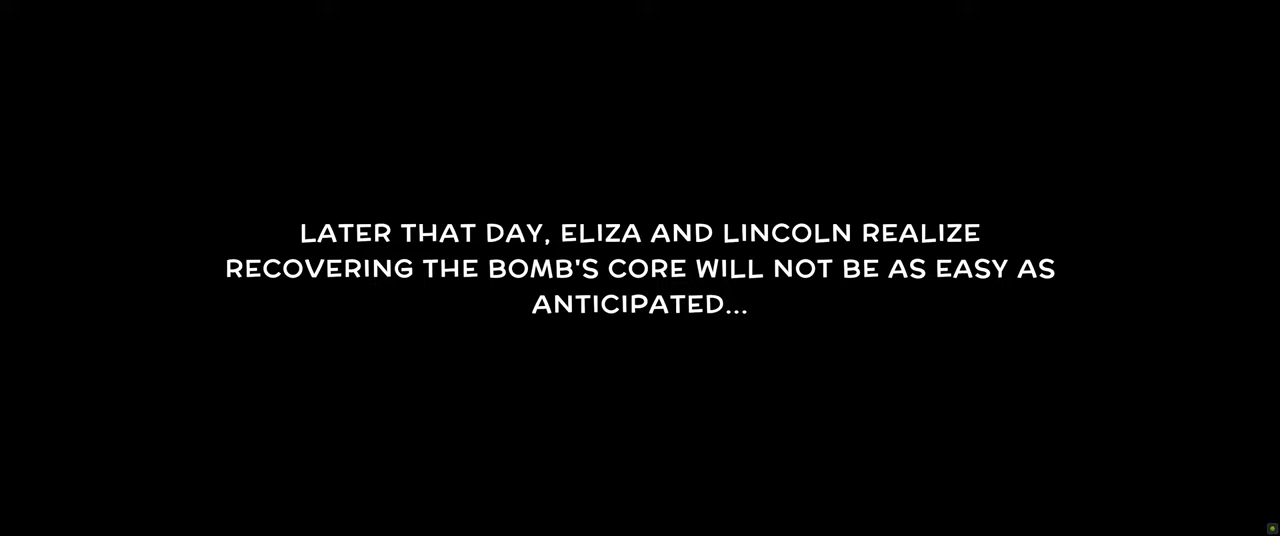 LATER THAT DAY, ELIZA AND LINCOLN REALIZE
RECOVERING THE BOMB'S CORE WILL NOT BE AS EASY AS
ANTICIPATED...